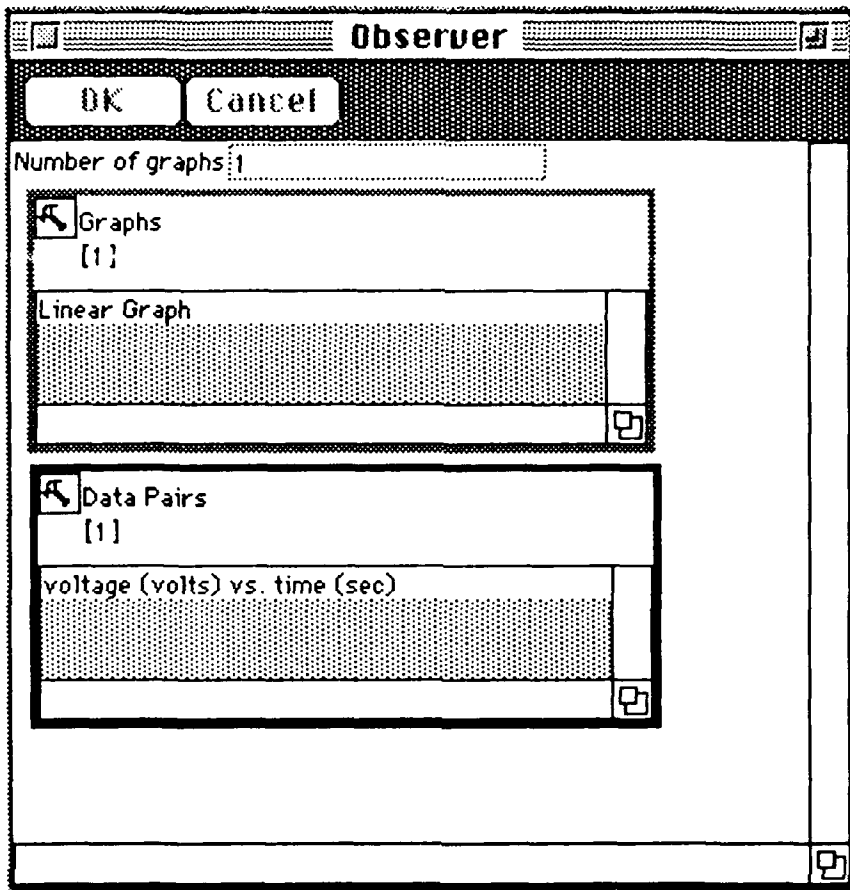 Observer
OK Cancel
Number of graphs 1
Graphs
[1]
Linear Graph
Data Pairs
[1]
voltage (volts) vs. time (sec)